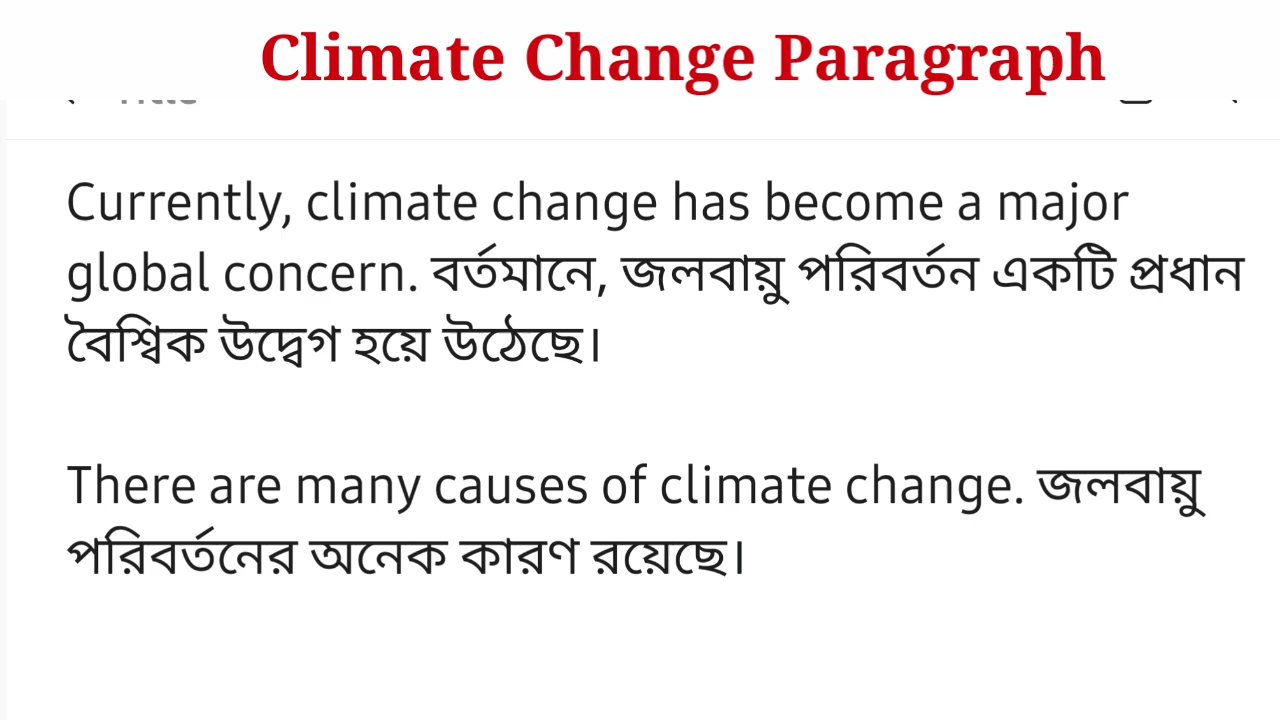 Climate Change Paragraph
Currently, climate change has become a major
global concern. বর্তমানে, জলবায়ু পরিবর্তন একটি প্রধান
বৈশ্বিক উদ্বেগ হয়ে উঠেছে।
There are many causes of climate change. জলবায়ু
পরিবর্তনের অনেক কারণ রয়েছে।